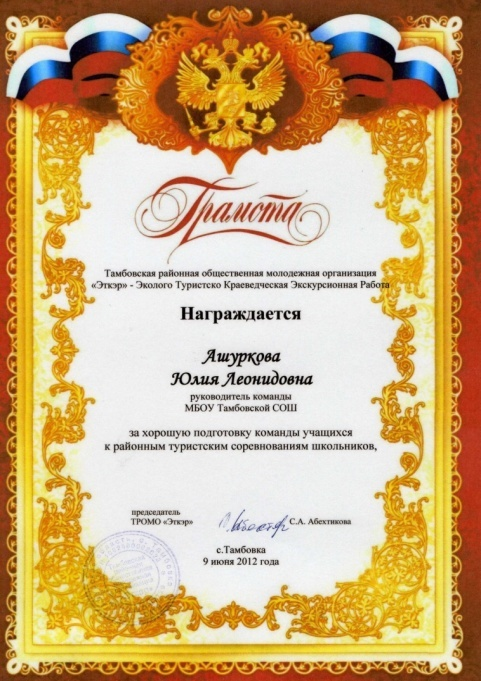 Грамота
Тамбовская районная общественная молодежная организация
«Эткэр» - Эколого Туристско Краеведческая Экскурсионная Работа
Награждается
Ашуркова
Юлия Леонидовна
руководитель команды
МБОУ Тамбовской СОШ
за хорошую подготовку команды учащихся
к районным туристским соревнованиям школьников,
председатель
ТРОМО «Эткэр» С.А. Абехтикова
с.Тамбовка
9 июня 2012 года